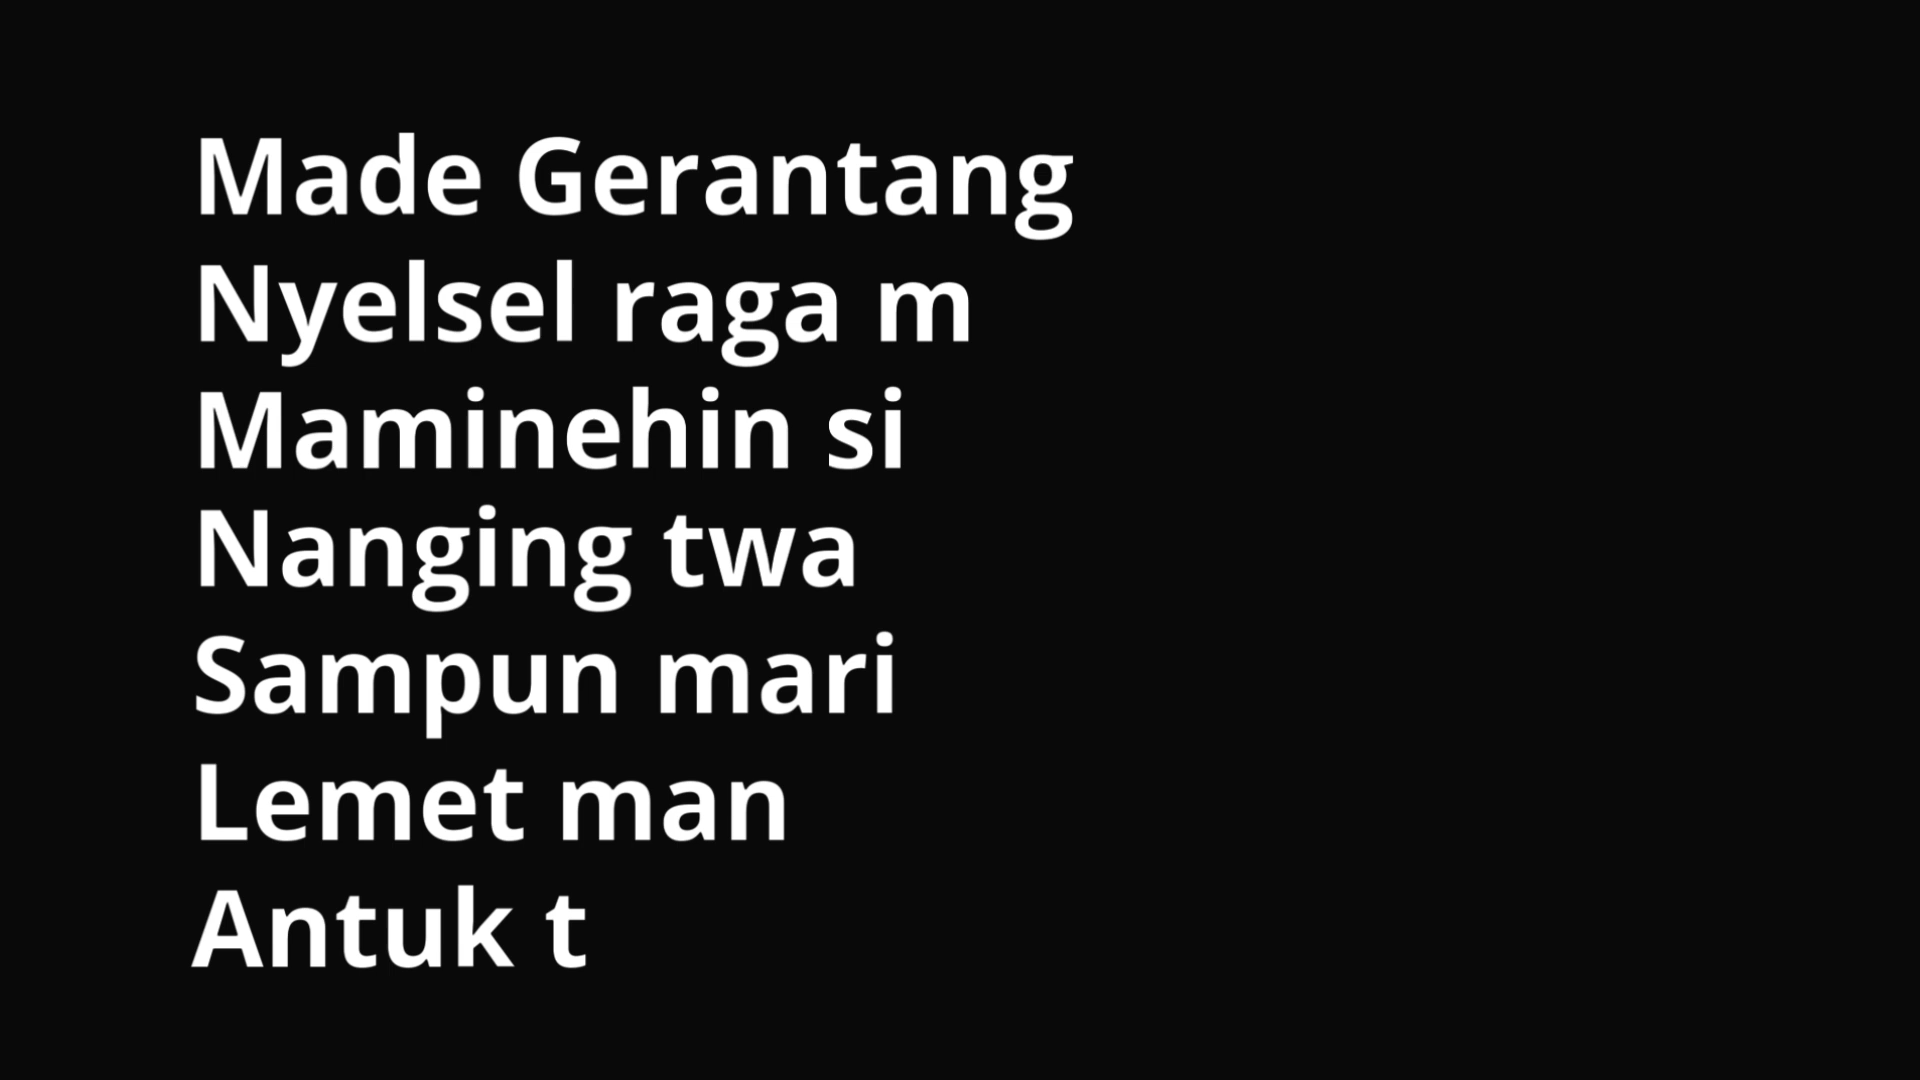 Made Gerantang
Nyelsel raga m
Maminehin si
Nanging twa
Sampun mari
Lemet man
Antuk t